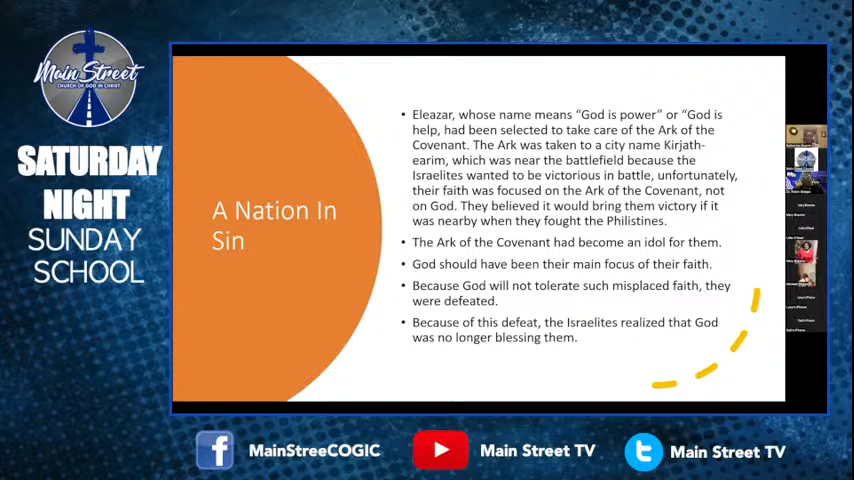 Main Street
CHURCH OF GOD IN CHRIST
SATURDAY
NIGHT
SUNDAY
SCHOOL
A Nation In
Sin
• Eleazar, whose name means “God is power” or “God is
help, had been selected to take care of the Ark of the
Covenant. The Ark was taken to a city name Kirjath-
earim, which was near the battlefield because the
Israelites wanted to be victorious in battle, unfortunately,
their faith was focused on the Ark of the Covenant, not
on God. They believed it would bring them victory if it
was nearby when they fought the Philistines.
• The Ark of the Covenant had become an idol for them.
• God should have been their main focus of their faith.
• Because God will not tolerate such misplaced faith, they
were defeated.
• Because of this defeat, the Israelites realized that God
was no longer blessing them.
MainStreeCOGIC
Main Street TV
Main Street TV